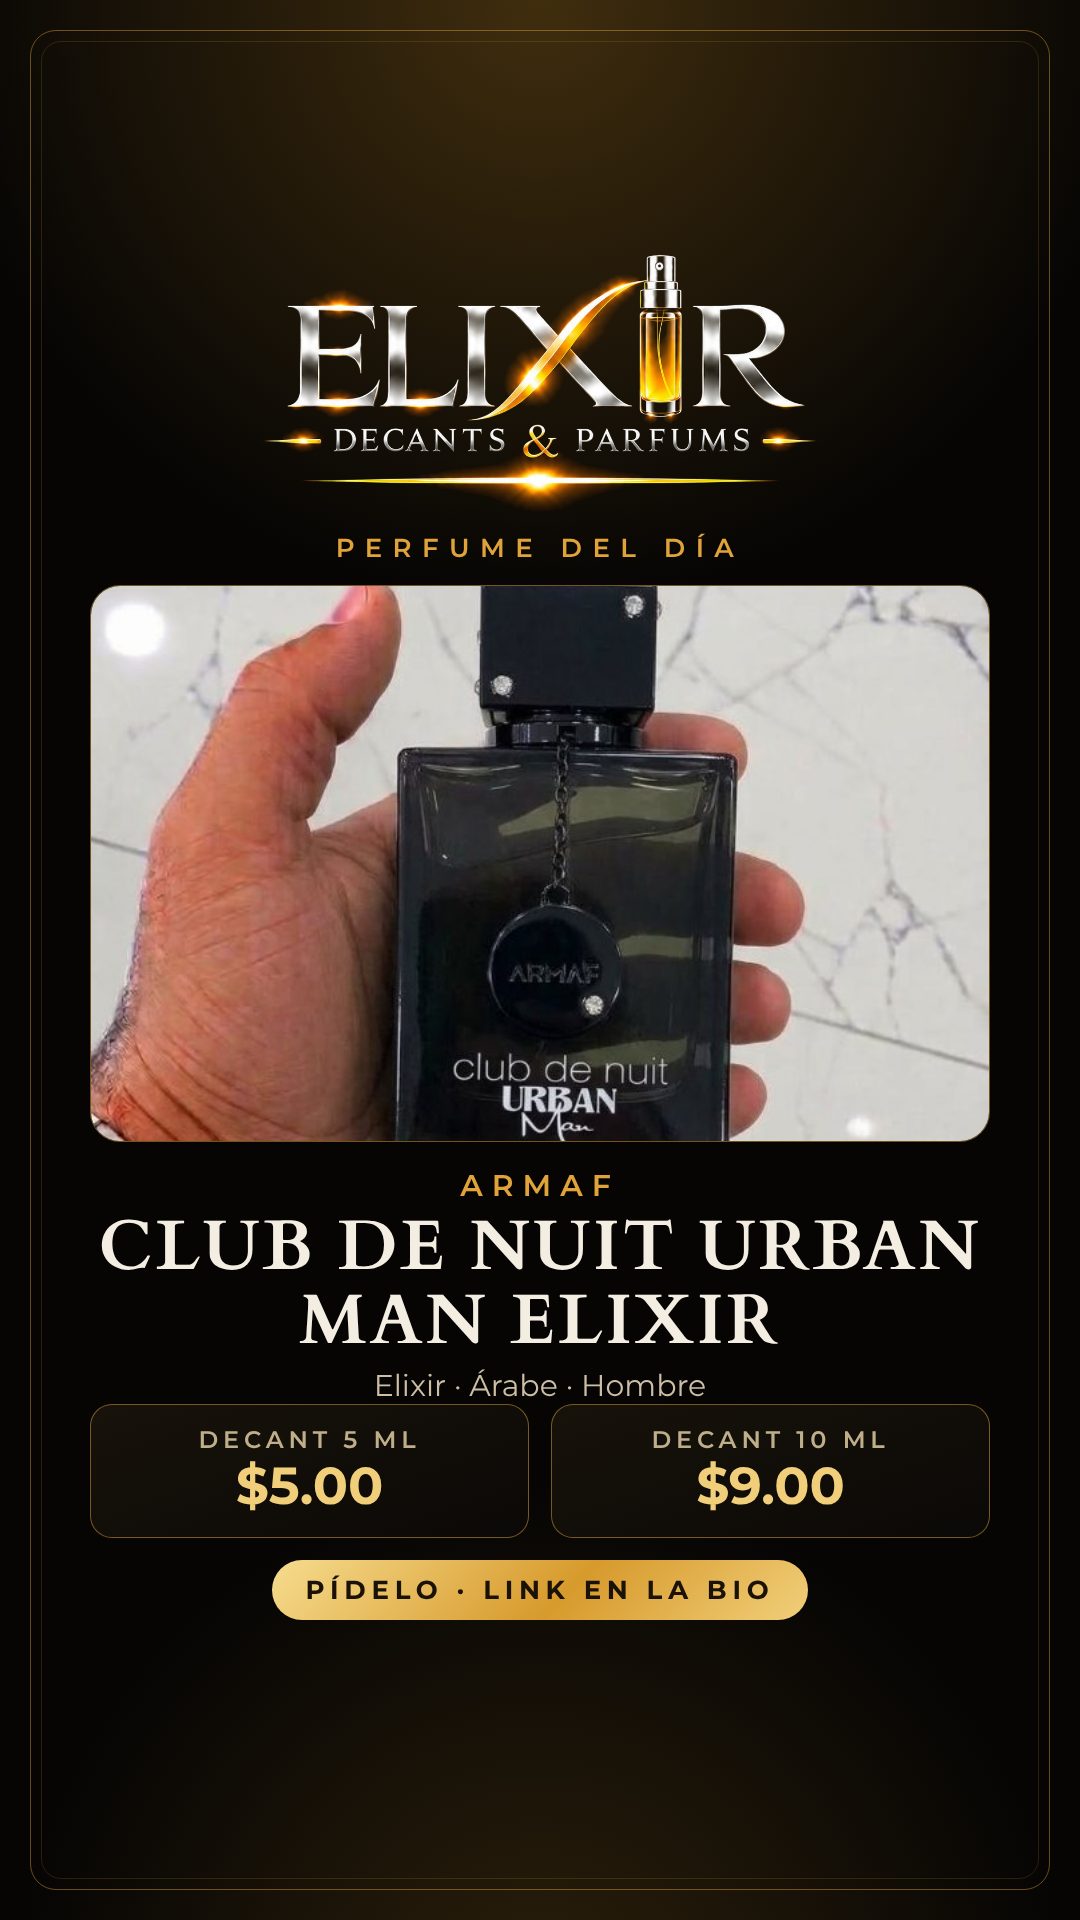 ELIXIR
DECANTS & PARFUMS
PERFUME DEL DÍA
ARMAF
club de nuit
URBAN
Man
ARMAF
CLUB DE NUIT URBAN
MAN ELIXIR
Elixir · Árabe · Hombre
DECANT 5 ML
$5.00
DECANT 10 ML
$9.00
PÍDELO · LINK EN LA BIO